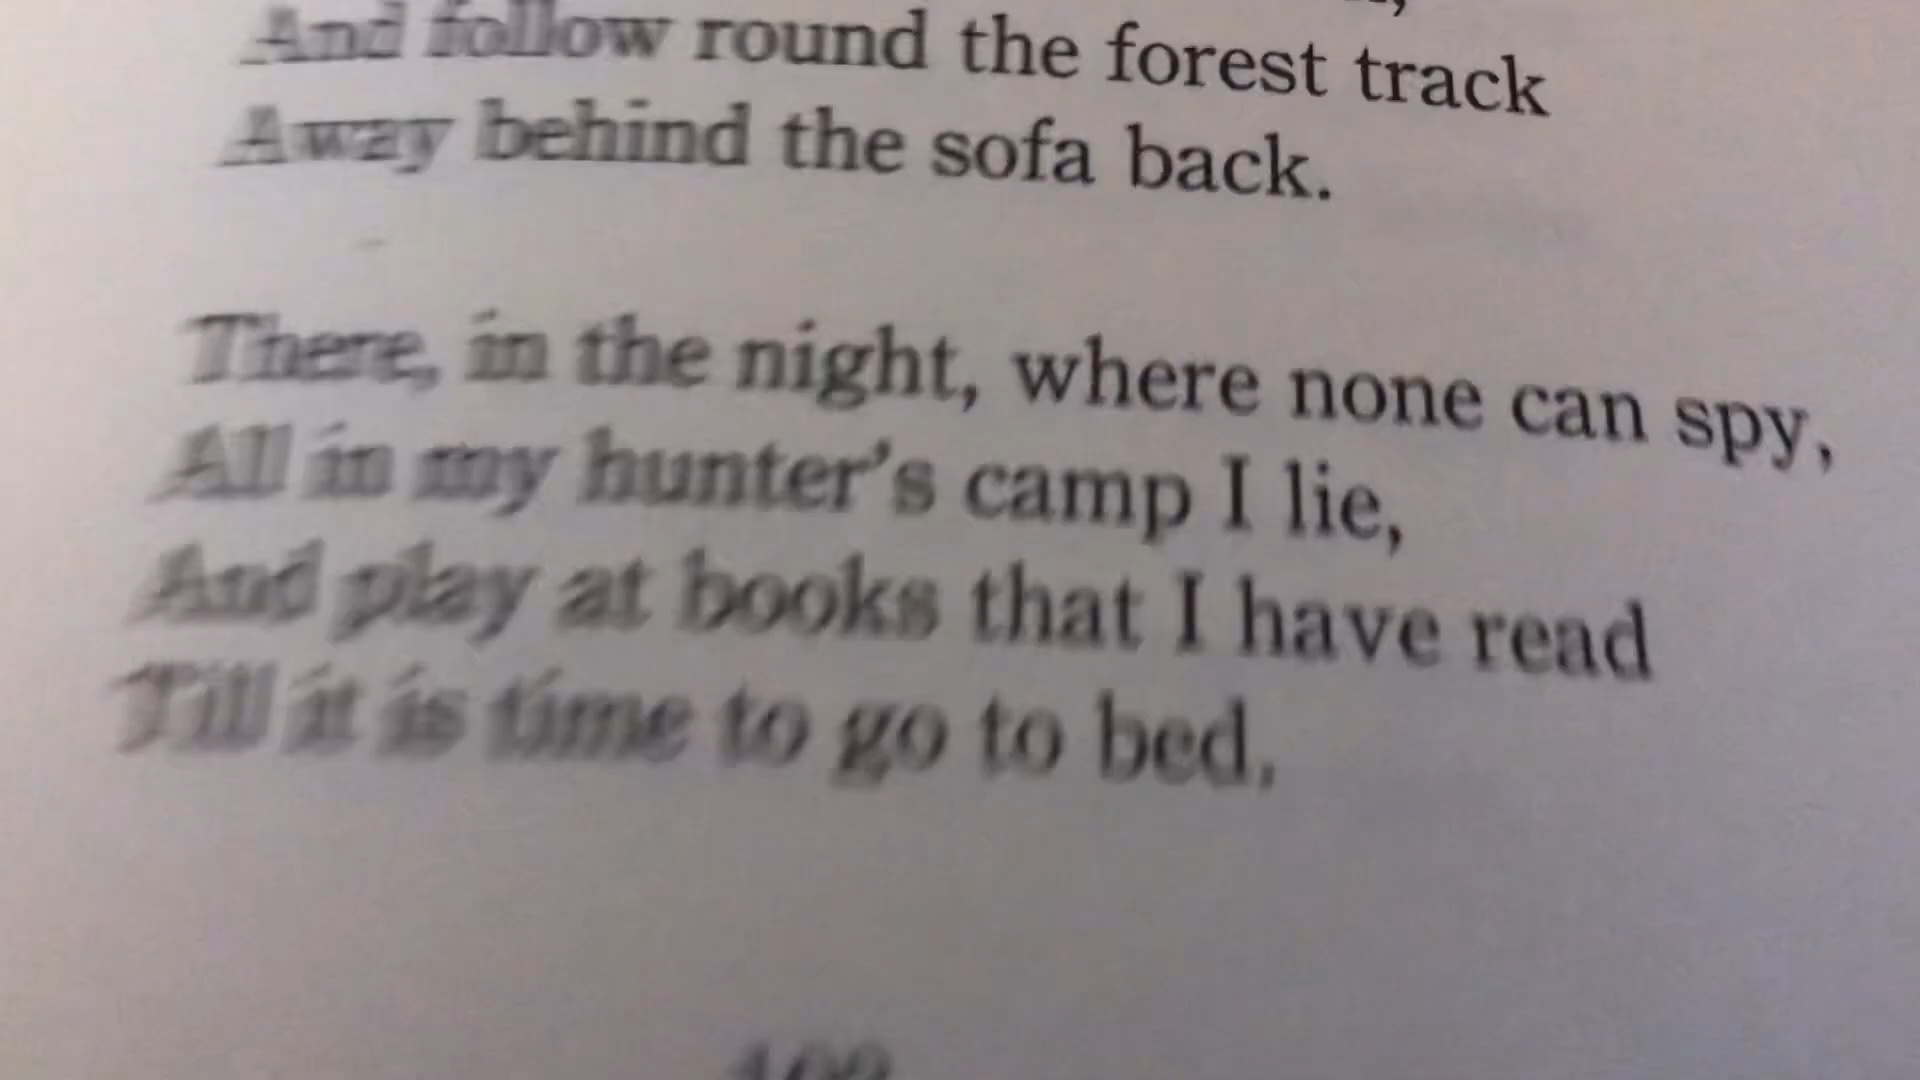 And follow round the forest track
Away behind the sofa back.
There, in the night, where none can spy,
All in my hunter's camp I lie,
And play at books that I have read
Till it is time to go to bed.